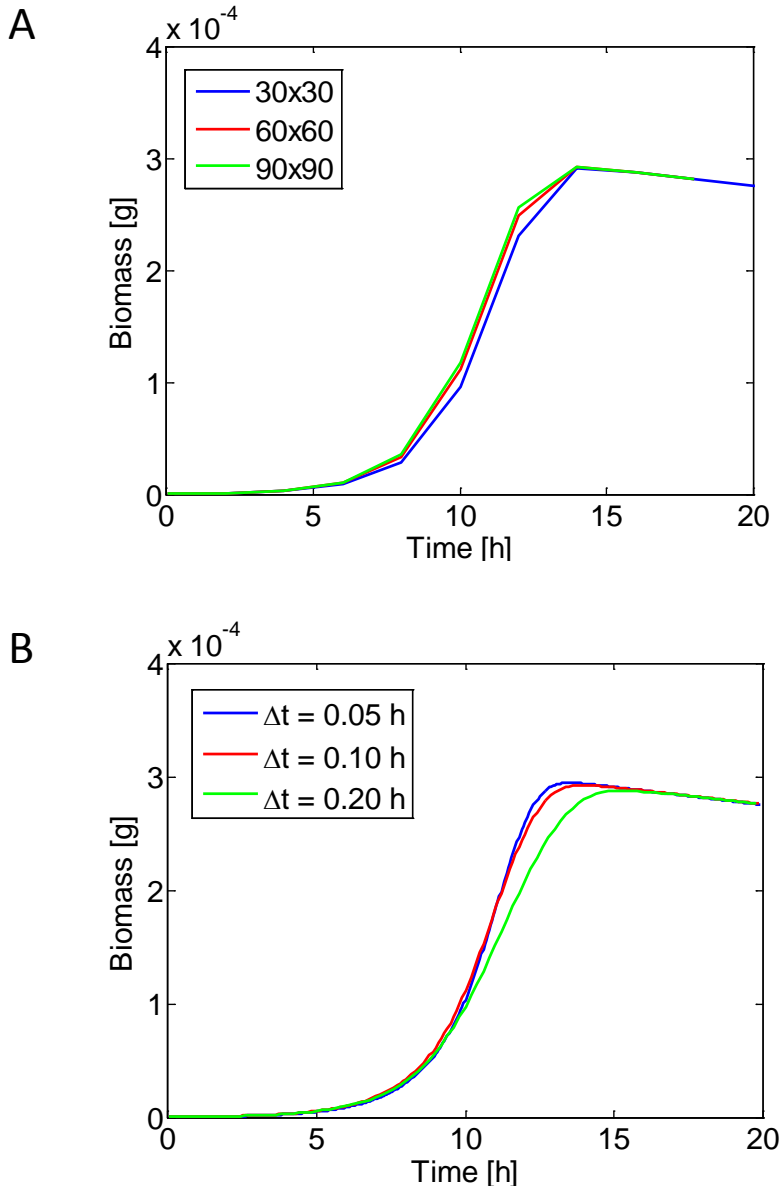 A
x 10-4
4
3
2
1
0
Biomass [g]
30x30
60x60
90x90
0 5 10 15 20
Time [h]
B
x 10-4
4
3
2
1
0
Biomass [g]
Δt = 0.05 h
Δt = 0.10 h
Δt = 0.20 h
0 5 10 15 20
Time [h]